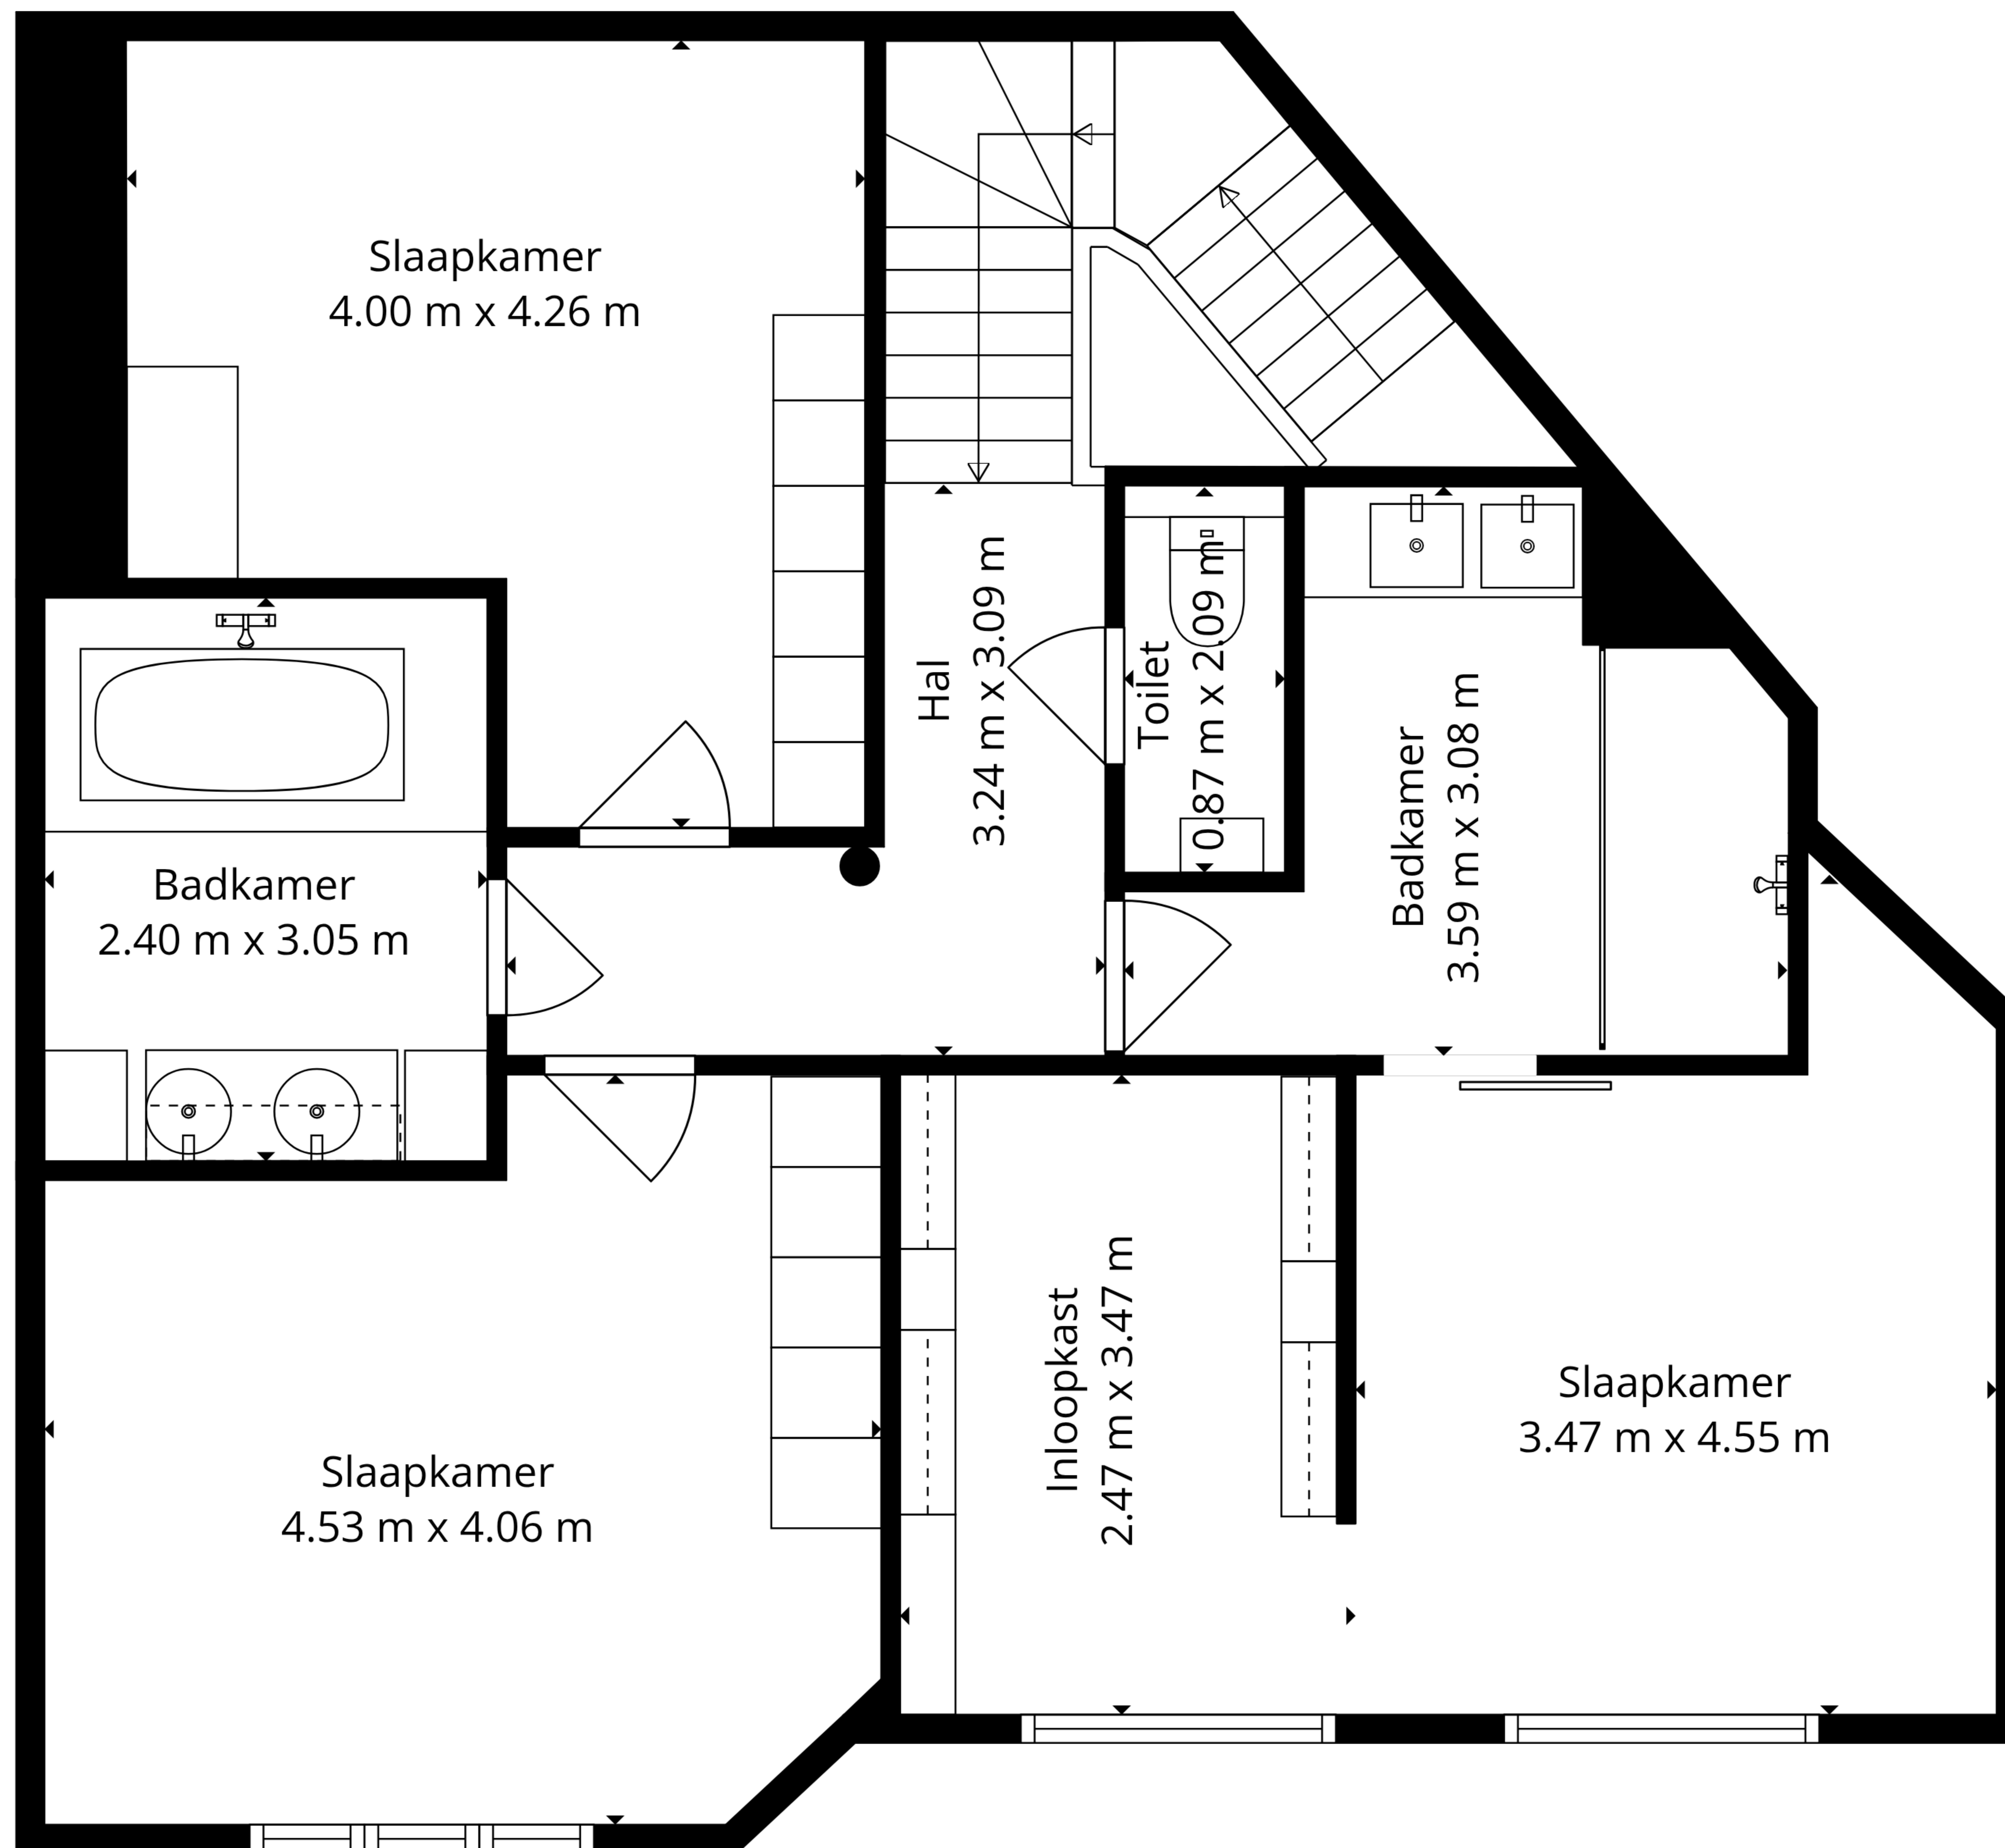 Slaapkamer
4.00 m x 4.26 m
Hal
3.24 m x 3.09 m
Toilet
0.87 m x 2.09 m
Badkamer
3.59 m x 3.08 m
Badkamer
2.40 m x 3.05 m
Slaapkamer
4.53 m x 4.06 m
Inloopkast
2.47 m x 3.47 m
Slaapkamer
3.47 m x 4.55 m